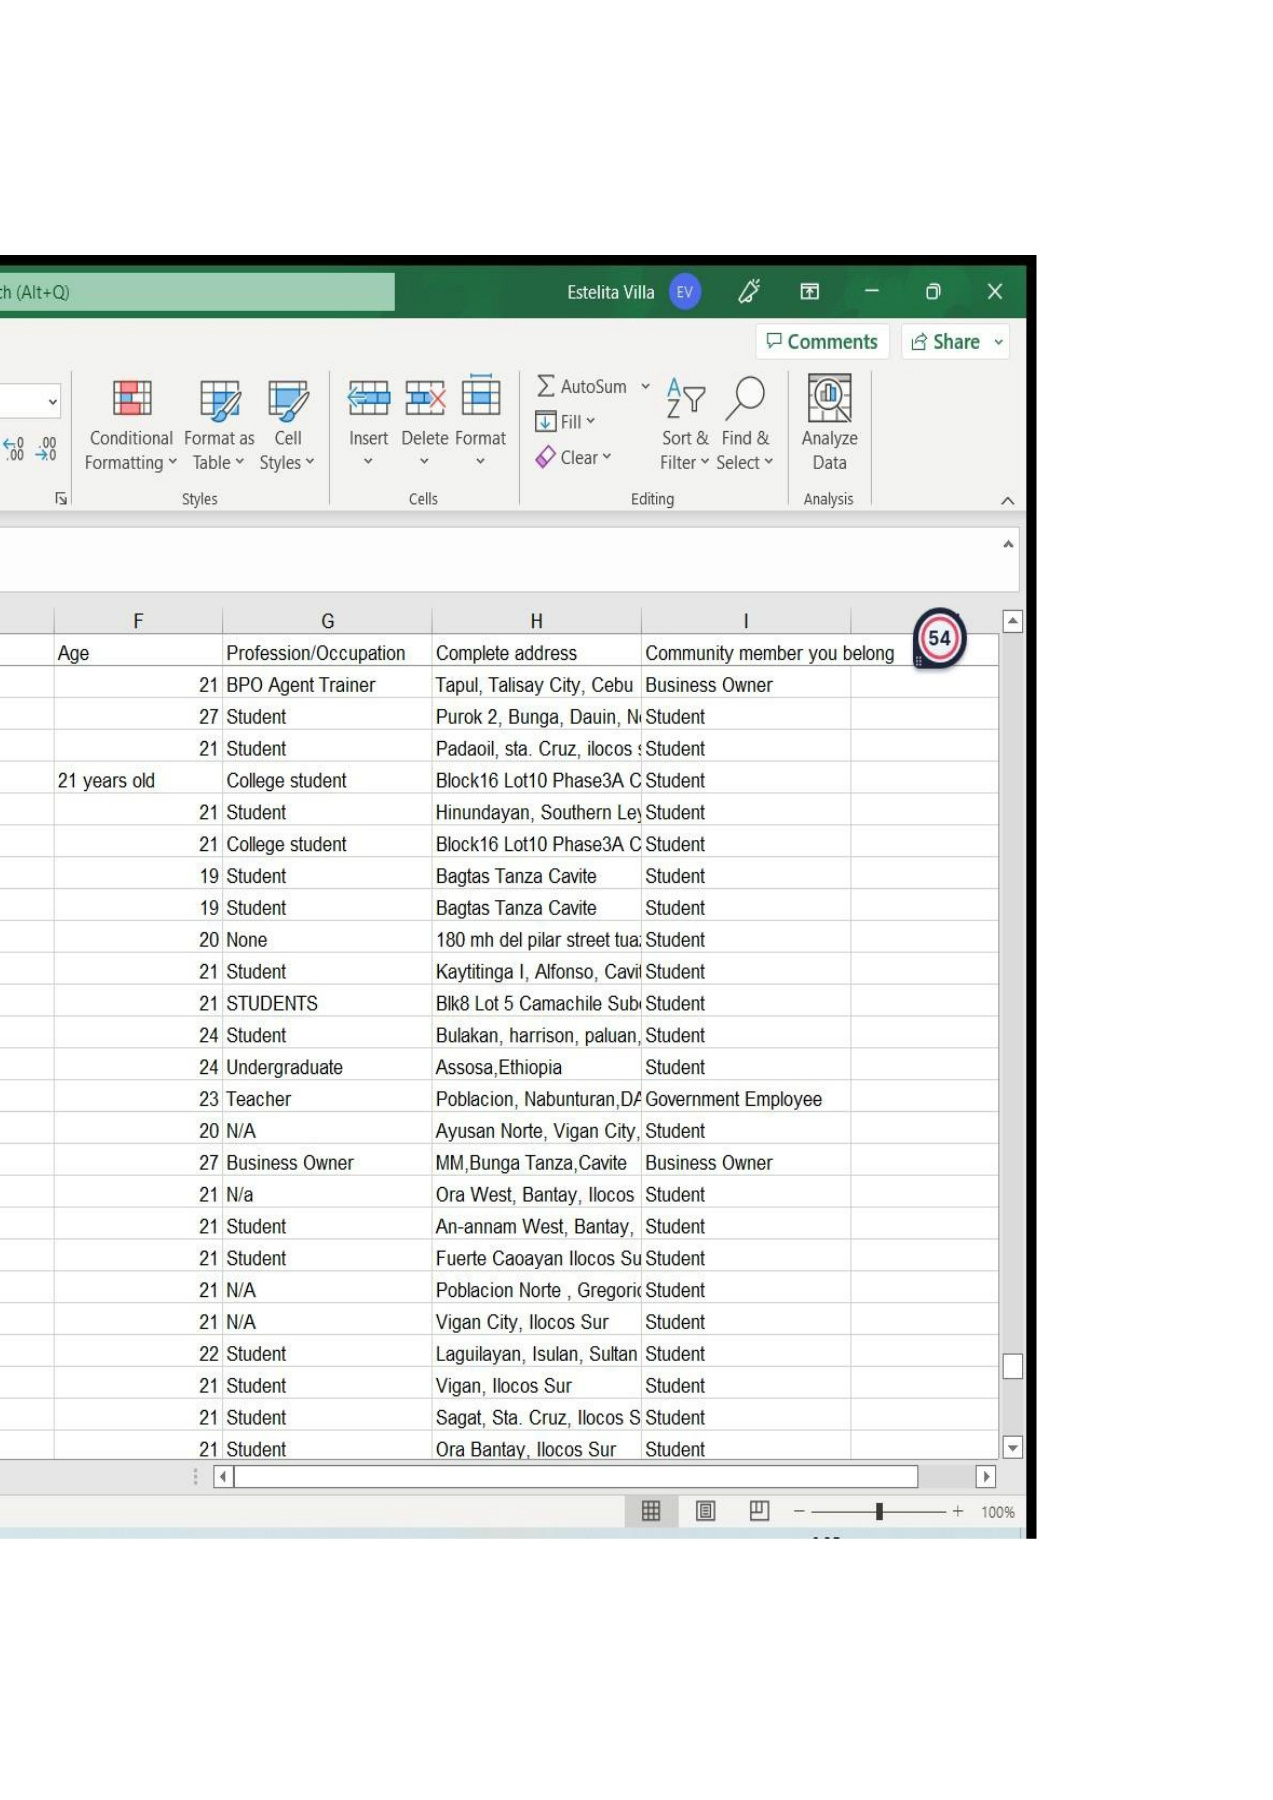 ch (Alt+Q) Estelita Villa EV
Comments Share
AutoSum
Fill
Clear
Conditional Formatting Format as Table Cell Styles Insert Delete Format Sort & Filter Find & Select Analyze Data
Styles Cells Editing Analysis
F G H I
54
Age Profession/Occupation Complete address Community member you belong
21 BPO Agent Trainer Tapul, Talisay City, Cebu Business Owner
27 Student Purok 2, Bunga, Dauin, Student
21 Student Padaoil, sta. Cruz, ilocos Student
21 years old College student Block16 Lot10 Phase3A C Student
21 Student Hinundayan, Southern Ley Student
21 College student Block16 Lot10 Phase3A C Student
19 Student Bagtas Tanza Cavite Student
19 Student Bagtas Tanza Cavite Student
20 None 180 mh del pilar street tua Student
21 Student Kaytitinga I, Alfonso, Cavi Student
21 STUDENTS Blk8 Lot 5 Camachile Sub Student
24 Student Bulakan, harrison, paluan, Student
24 Undergraduate Assosa,Ethiopia Student
23 Teacher Poblacion, Nabunturan,DA Government Employee
20 N/A Ayusan Norte, Vigan City, Student
27 Business Owner MM,Bunga Tanza,Cavite Business Owner
21 N/a Ora West, Bantay, Ilocos Student
21 Student An-annam West, Bantay, Student
21 Student Fuerte Caoayan Ilocos Su Student
21 N/A Poblacion Norte , Gregori Student
21 N/A Vigan City, Ilocos Sur Student
22 Student Laguilayan, Isulan, Sultan Student
21 Student Vigan, Ilocos Sur Student
21 Student Sagat, Sta. Cruz, Ilocos S Student
21 Student Ora Bantay, Ilocos Sur Student
100%